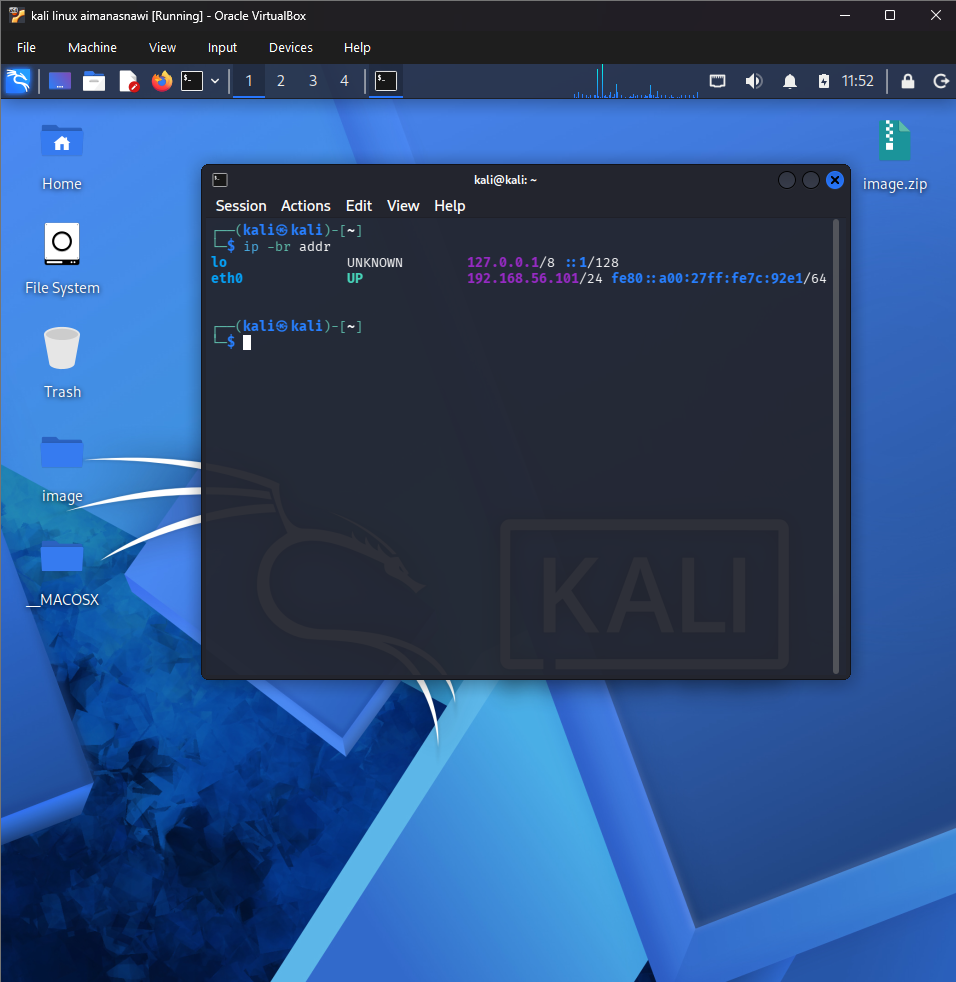 kali linux aimanasnawi [Running] - Oracle VirtualBox
File Machine View Input Devices Help
1 2 3 4 11:52
Home
File System
Trash
image
__MACOSX
image.zip
kali@kali: ~
Session Actions Edit View Help
┌──(kali㉿kali)-[~]
└─$ ip -br addr
lo UNKNOWN 127.0.0.1/8 ::1/128
eth0 UP 192.168.56.101/24 fe80::a00:27ff:fe7c:92e1/64
┌──(kali㉿kali)-[~]
└─$
KALI